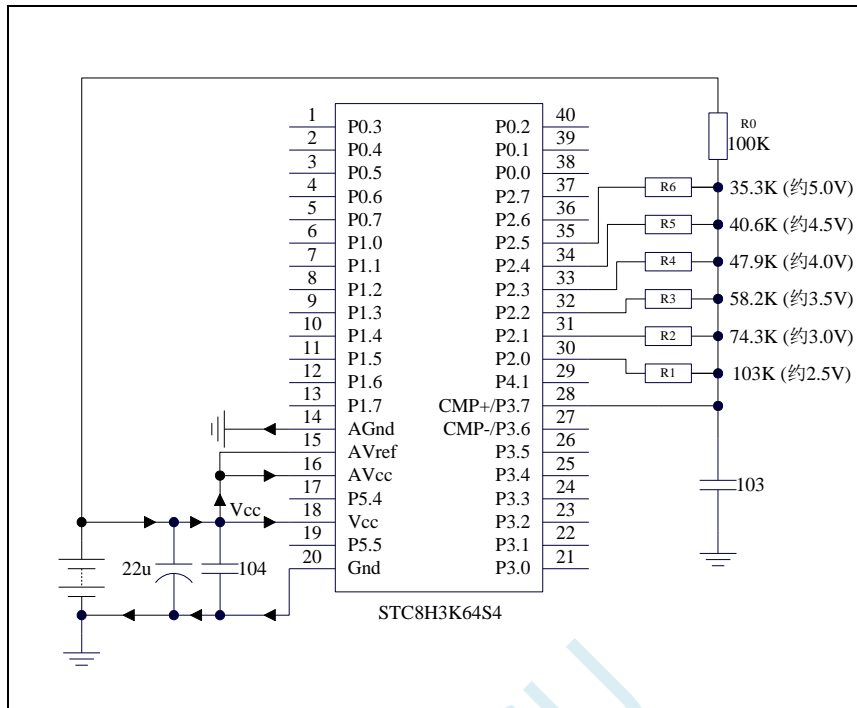 1 P0.3 P0.2 40
2 P0.4 P0.1 39
3 P0.5 P0.0 38
4 P0.6 P2.7 37
5 P0.7 P2.6 36
6 P1.0 P2.5 35
7 P1.1 P2.4 34
8 P1.2 P2.3 33
9 P1.3 P2.2 32
10 P1.4 P2.1 31
11 P1.5 P2.0 30
12 P1.6 P4.1 29
13 P1.7 CMP+/P3.7 28
14 AGnd CMP-/P3.6 27
15 AVref P3.5 26
16 AVcc P3.4 25
17 P5.4 P3.3 24
18 Vcc P3.2 23
19 P5.5 P3.1 22
20 Gnd P3.0 21
R0
100K
R6 35.3K (约5.0V)
R5 40.6K (约4.5V)
R4 47.9K (约4.0V)
R3 58.2K (约3.5V)
R2 74.3K (约3.0V)
R1 103K (约2.5V)
103
Vcc
22u 104
STC8H3K64S4